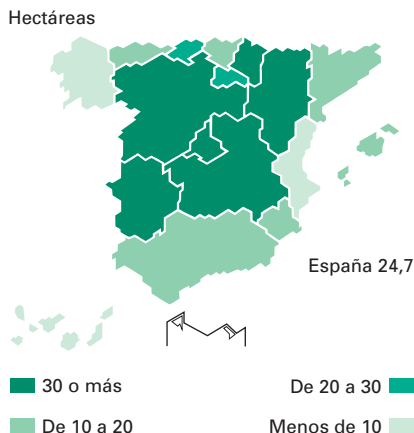 Hectáreas
España 24,7
30 o más
De 20 a 30
De 10 a 20
Menos de 10